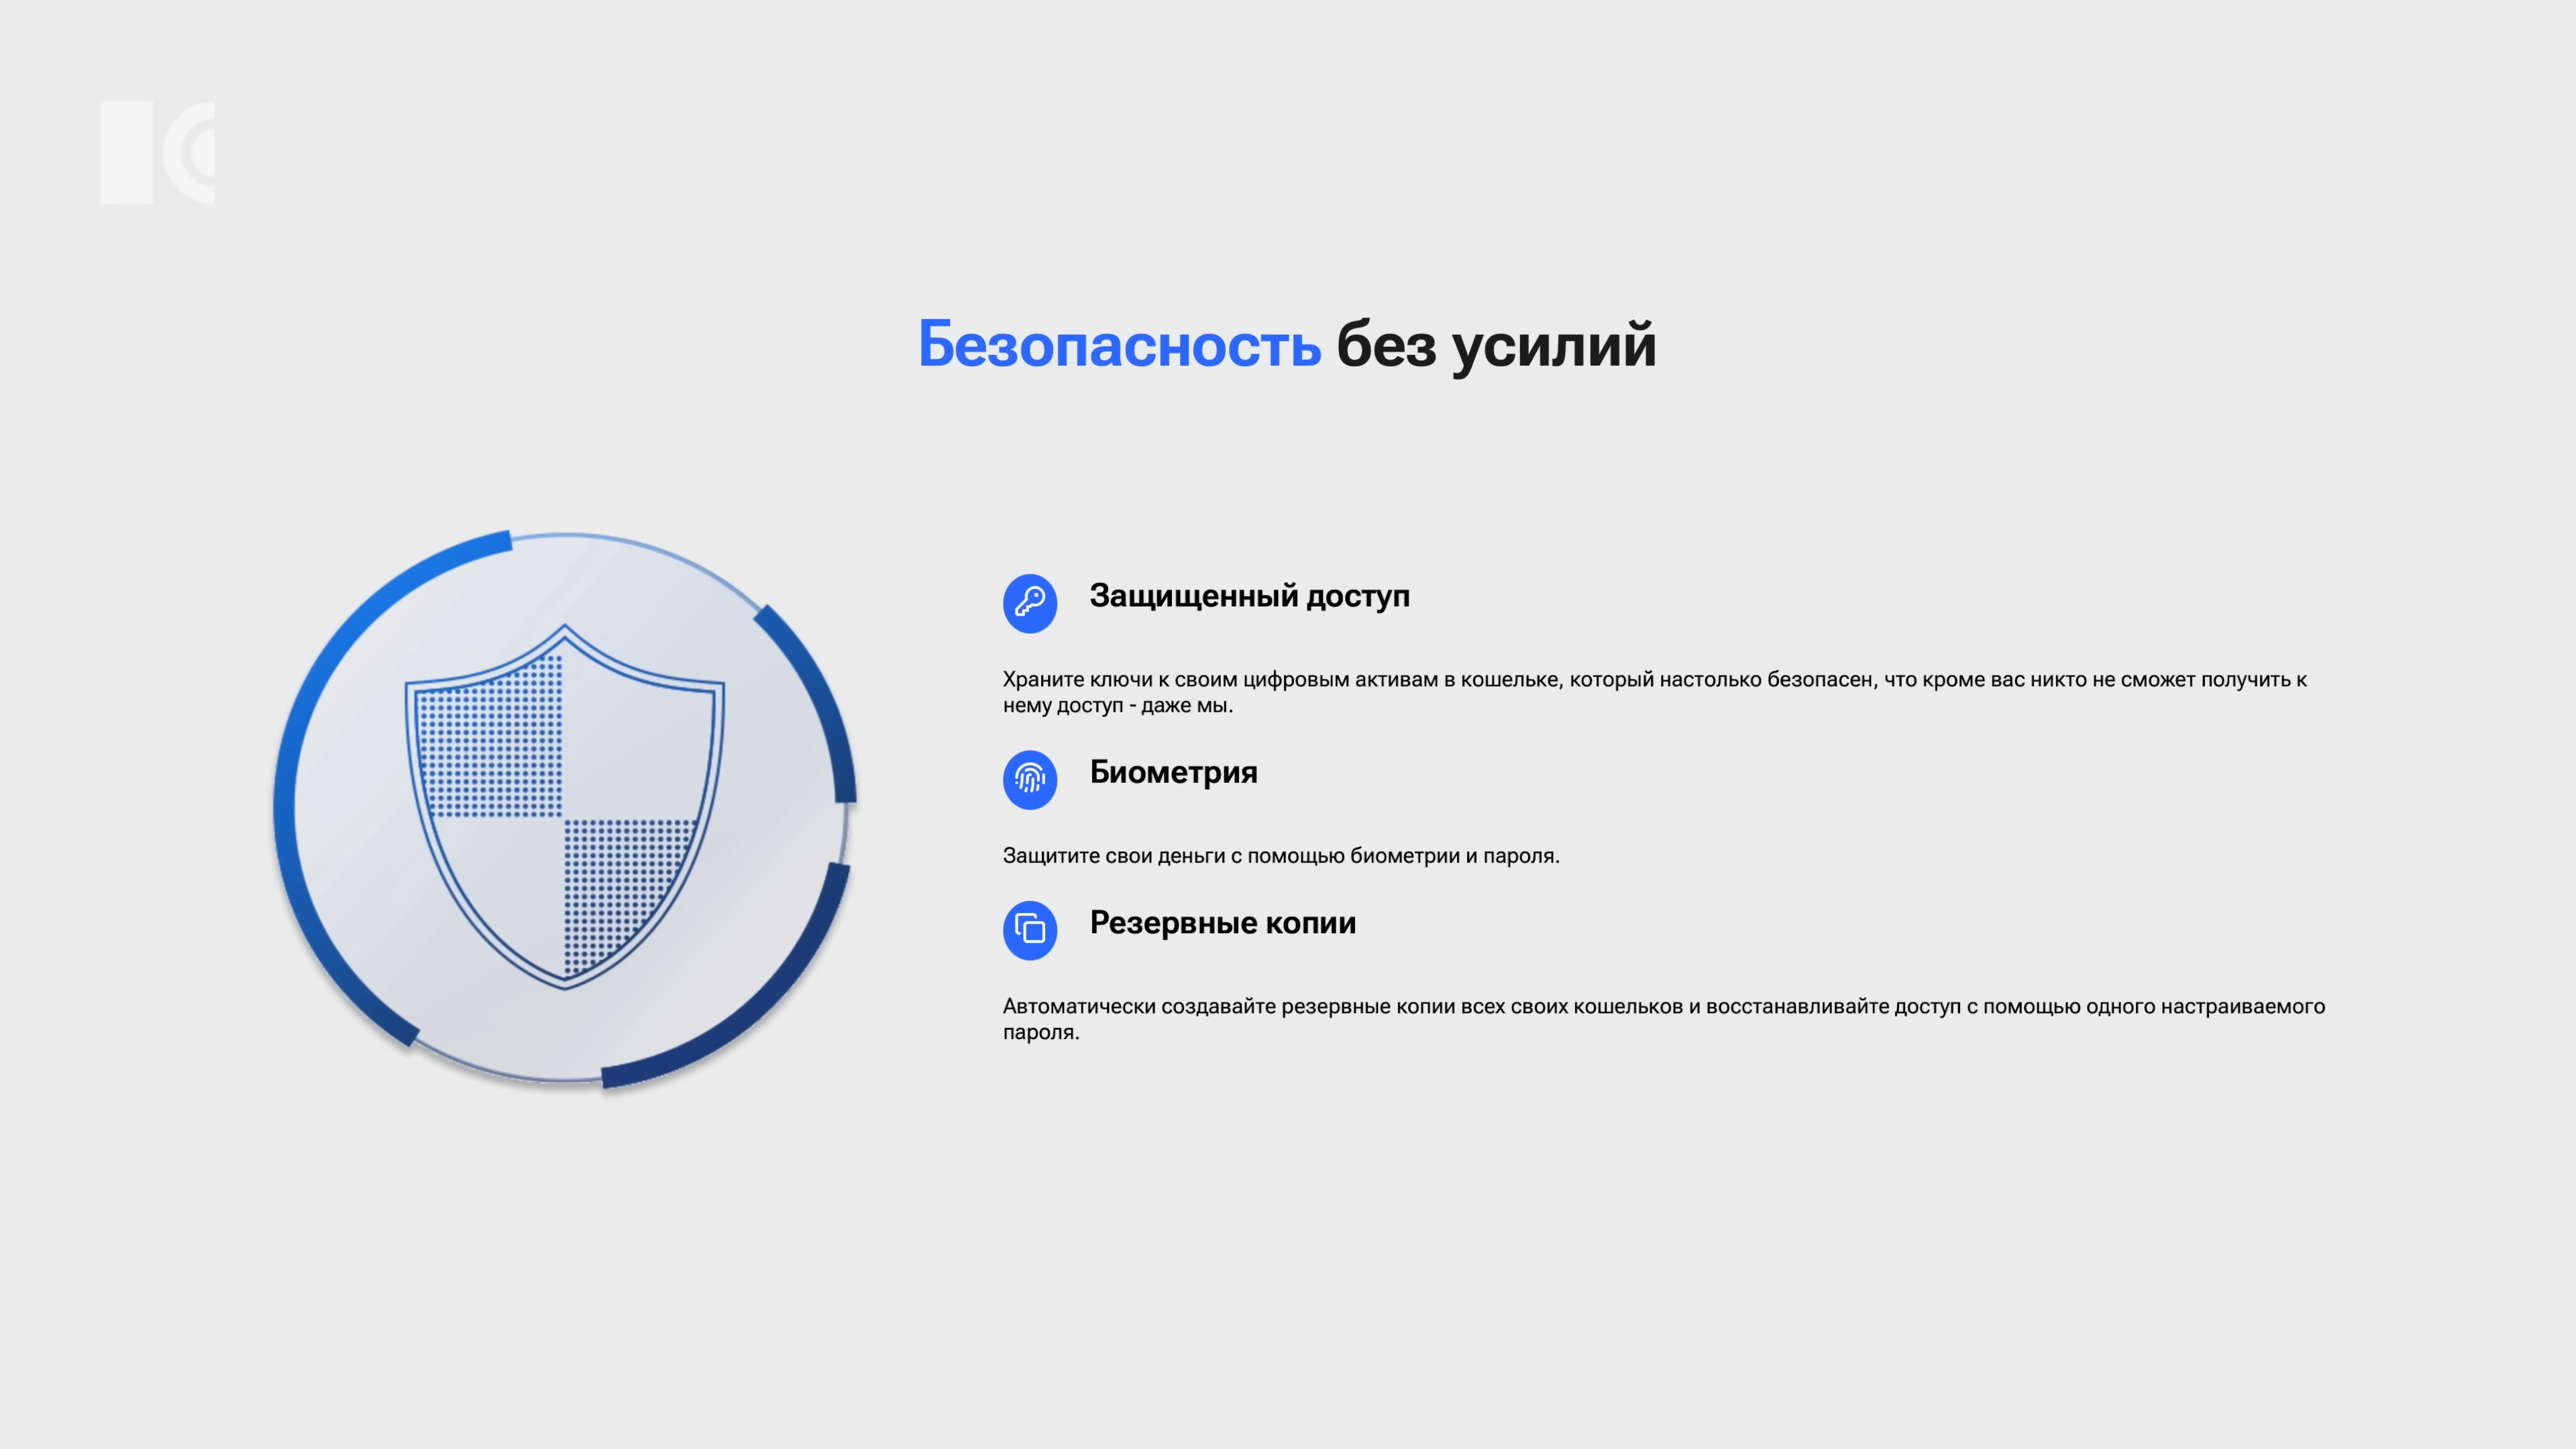 Безопасность без усилий
Защищенный доступ
Храните ключи к своим цифровым активам в кошельке, который настолько безопасен, что кроме вас никто не сможет получить к
нему доступ - даже мы.
Биометрия
Защитите свои деньги с помощью биометрии и пароля.
Резервные копии
Автоматически создавайте резервные копии всех своих кошельков и восстанавливайте доступ с помощью одного настраиваемого
пароля.